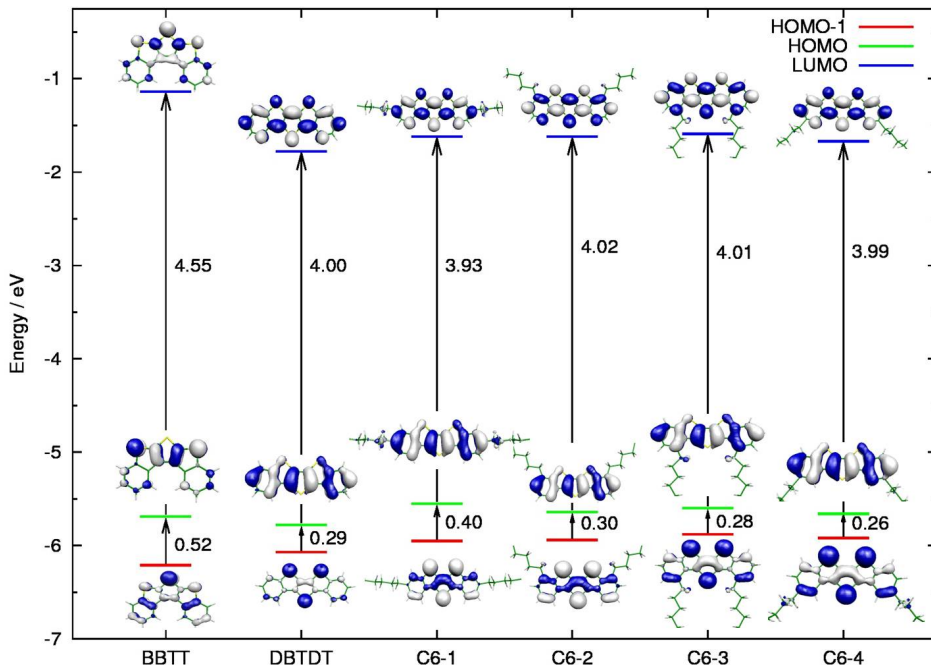 HOMO-1
HOMO
LUMO
Energy / eV
-1
-2
-3
-4
-5
-6
-7
4.55
4.00
3.93
4.02
4.01
3.99
0.52
0.29
0.40
0.30
0.28
0.26
BBTT
DBTDT
C6-1
C6-2
C6-3
C6-4